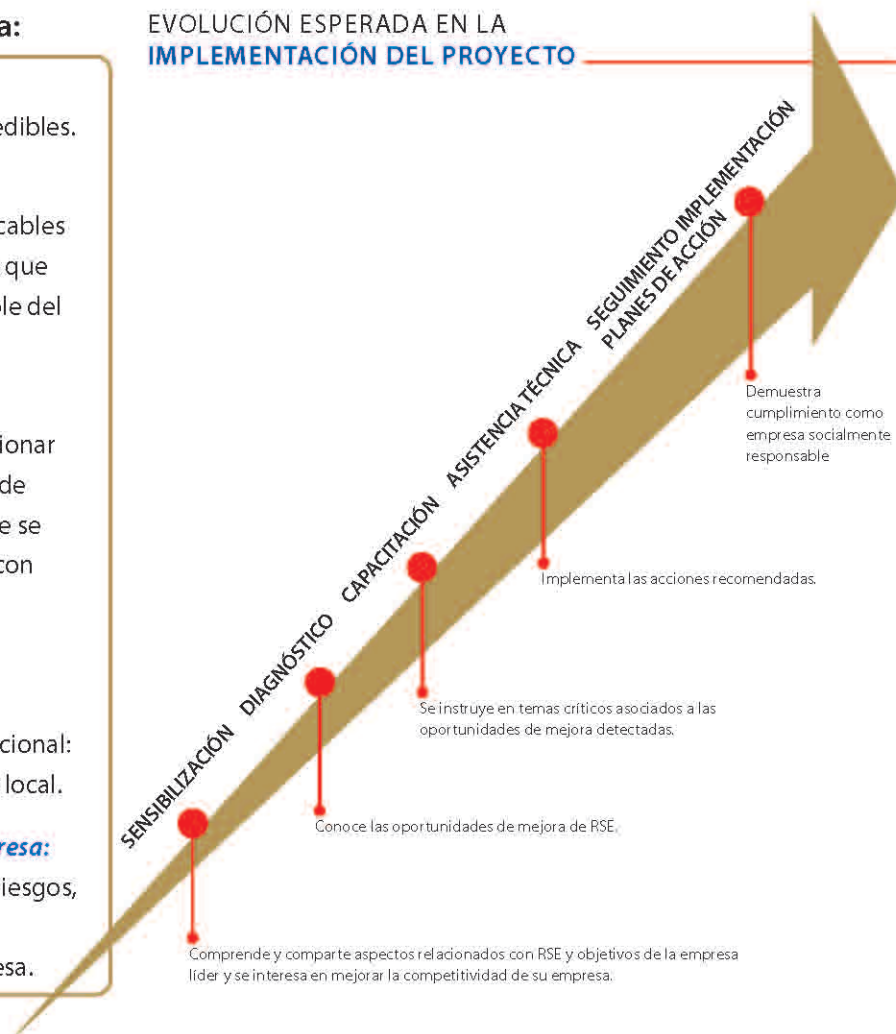 a:
edibles.
cables
que
le del
ionar
de
e se
con
cional:
local.
resa:
iesgos,
esa.
EVOLUCIÓN ESPERADA EN LA
IMPLEMENTACIÓN DEL PROYECTO
SENSIBILIZACIÓN
Comprende y comparte aspectos relacionados con RSE y objetivos de la empresa
líder y se interesa en mejorar la competitividad de su empresa.
DIAGNÓSTICO
Conoce las oportunidades de mejora de RSE.
CAPACITACIÓN
Se instruye en temas críticos asociados a las
oportunidades de mejora detectadas.
ASISTENCIA TÉCNICA
Implementa las acciones recomendadas.
SEGUIMIENTO IMPLEMENTACIÓN
PLANES DE ACCIÓN
Demuestra
cumplimiento como
empresa socialmente
responsable